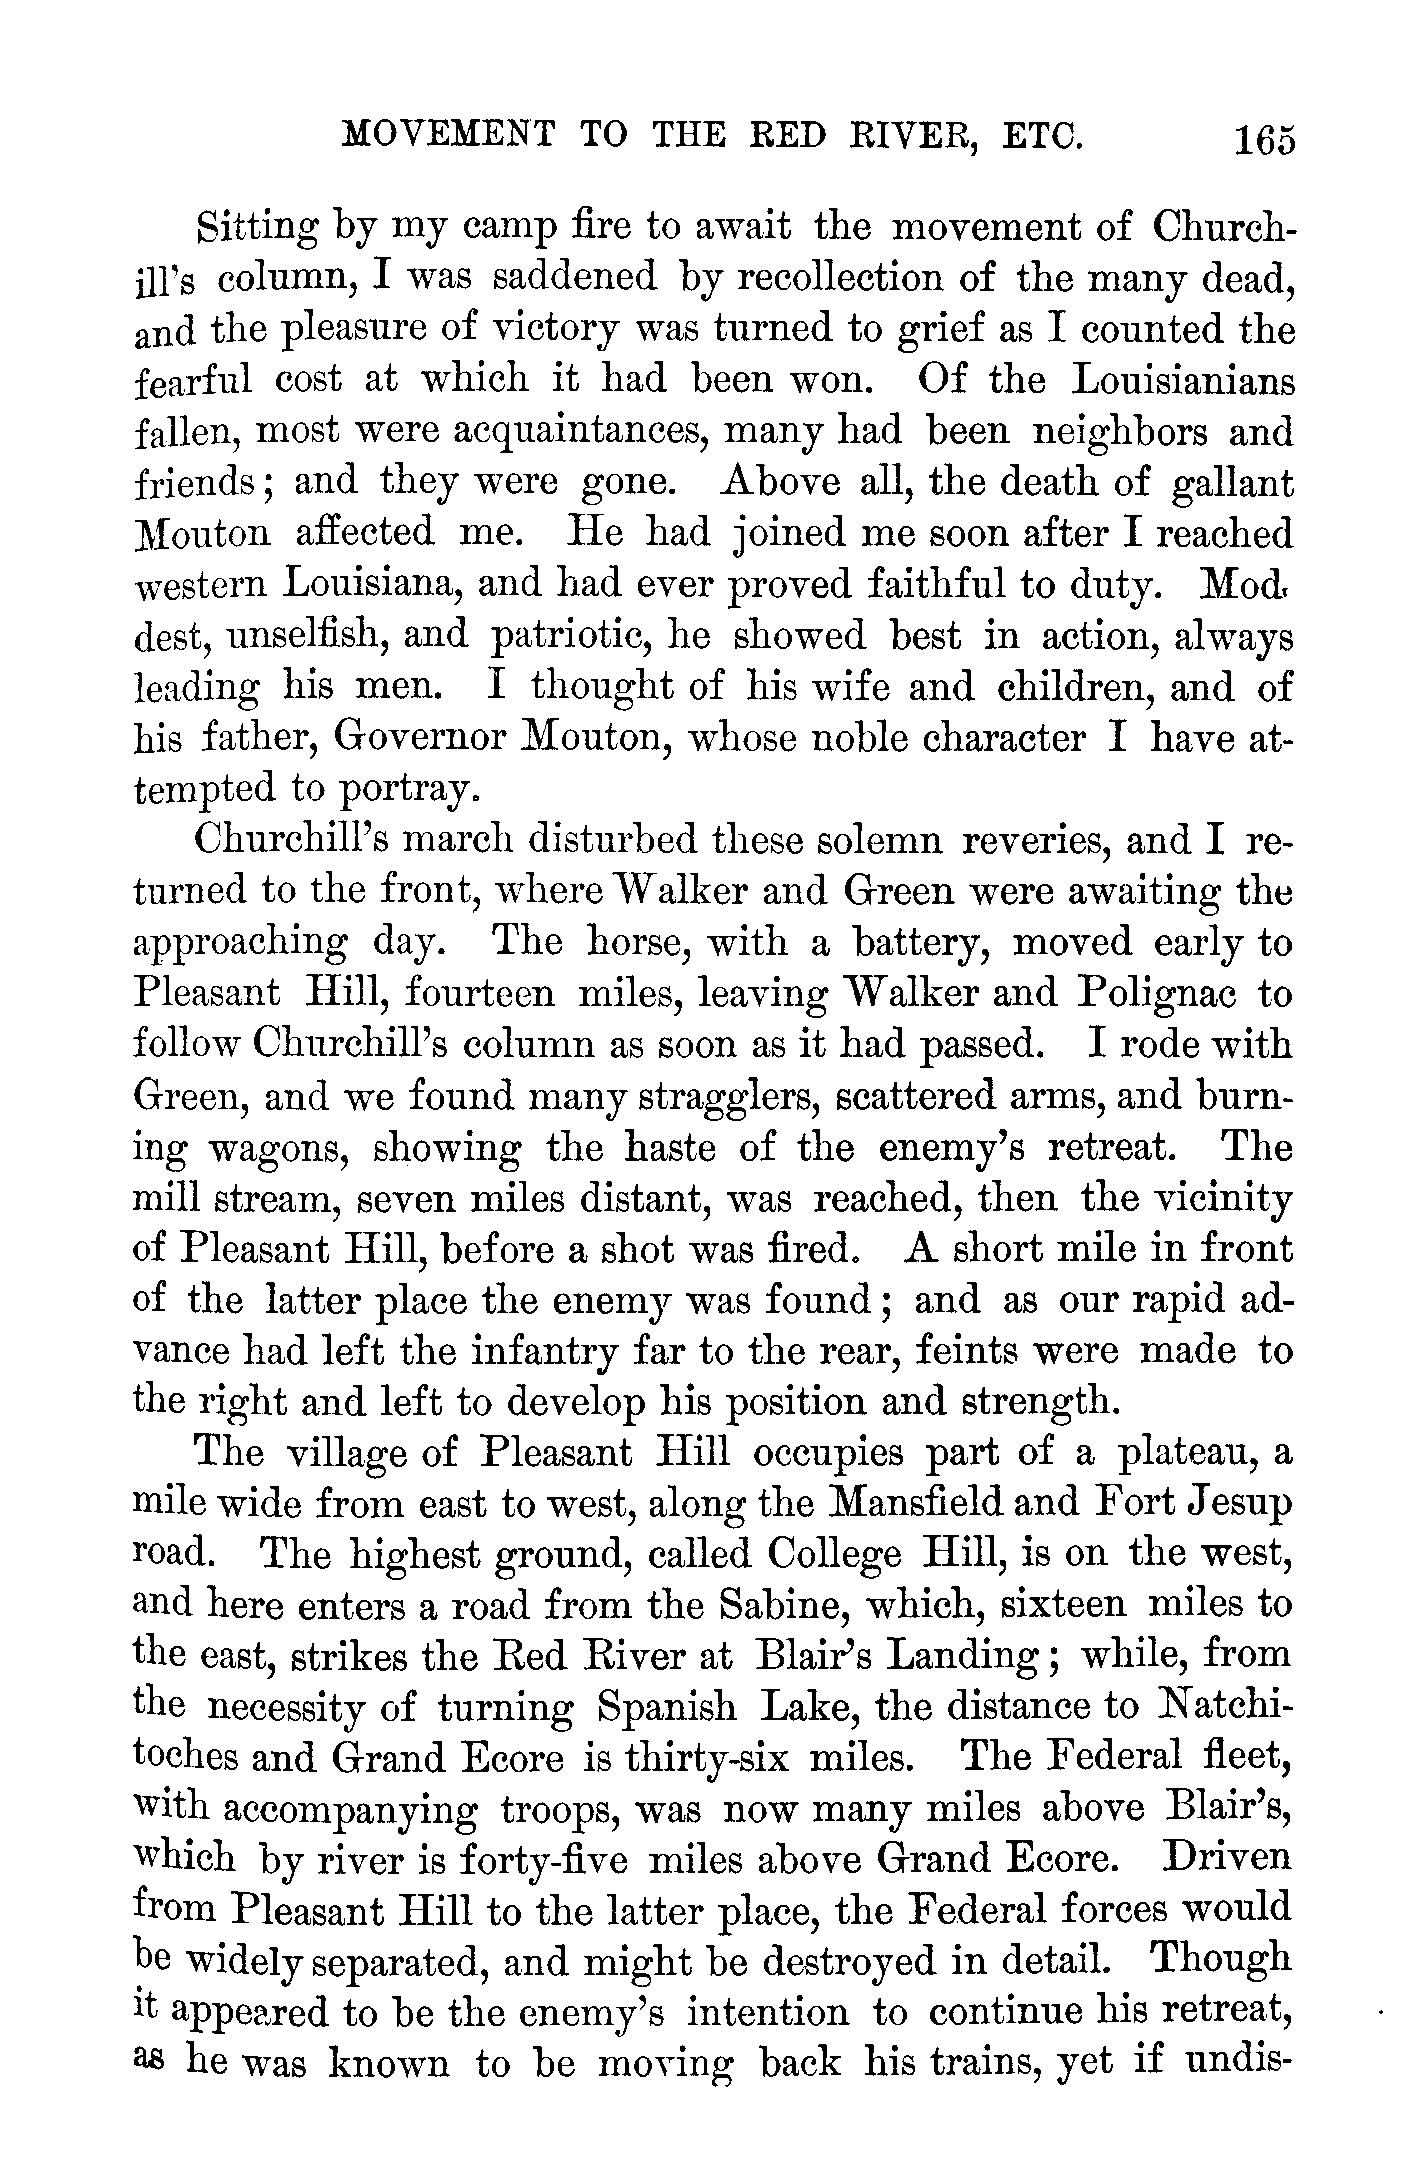 MOVEMENT TO THE RED RIVER, ETC. 165
Sitting by my camp fire to await the movement of Church-
ill's column, I was saddened by recollection of the many dead,
and the pleasure of victory was turned to grief as I counted the
fearful cost at which it had been won. Of the Louisianians
fallen, most were acquaintances, many had been neighbors and
friends; and they were gone. Above all, the death of gallant
Mouton affected me. He had joined me soon after I reached
western Louisiana, and had ever proved faithful to duty. Mod-
dest, unselfish, and patriotic, he showed best in action, always
leading his men. I thought of his wife and children, and of
his father, Governor Mouton, whose noble character I have at-
tempted to portray.
Churchill's march disturbed these solemn reveries, and I re-
turned to the front, where Walker and Green were awaiting the
approaching day. The horse, with a battery, moved early to
Pleasant Hill, fourteen miles, leaving Walker and Polignac to
follow Churchill's column as soon as it had passed. I rode with
Green, and we found many stragglers, scattered arms, and burn-
ing wagons, showing the haste of the enemy's retreat. The
mill stream, seven miles distant, was reached, then the vicinity
of Pleasant Hill, before a shot was fired. A short mile in front
of the latter place the enemy was found; and as our rapid ad-
vance had left the infantry far to the rear, feints were made to
the right and left to develop his position and strength.
The village of Pleasant Hill occupies part of a plateau, a
mile wide from east to west, along the Mansfield and Fort Jesup
road. The highest ground, called College Hill, is on the west,
and here enters a road from the Sabine, which, sixteen miles to
the east, strikes the Red River at Blair's Landing; while, from
the necessity of turning Spanish Lake, the distance to Natchi-
toches and Grand Ecore is thirty-six miles. The Federal fleet,
with accompanying troops, was now many miles above Blair's,
which by river is forty-five miles above Grand Ecore. Driven
from Pleasant Hill to the latter place, the Federal forces would
be widely separated, and might be destroyed in detail. Though
it appeared to be the enemy's intention to continue his retreat,
as he was known to be moving back his trains, yet if undis-